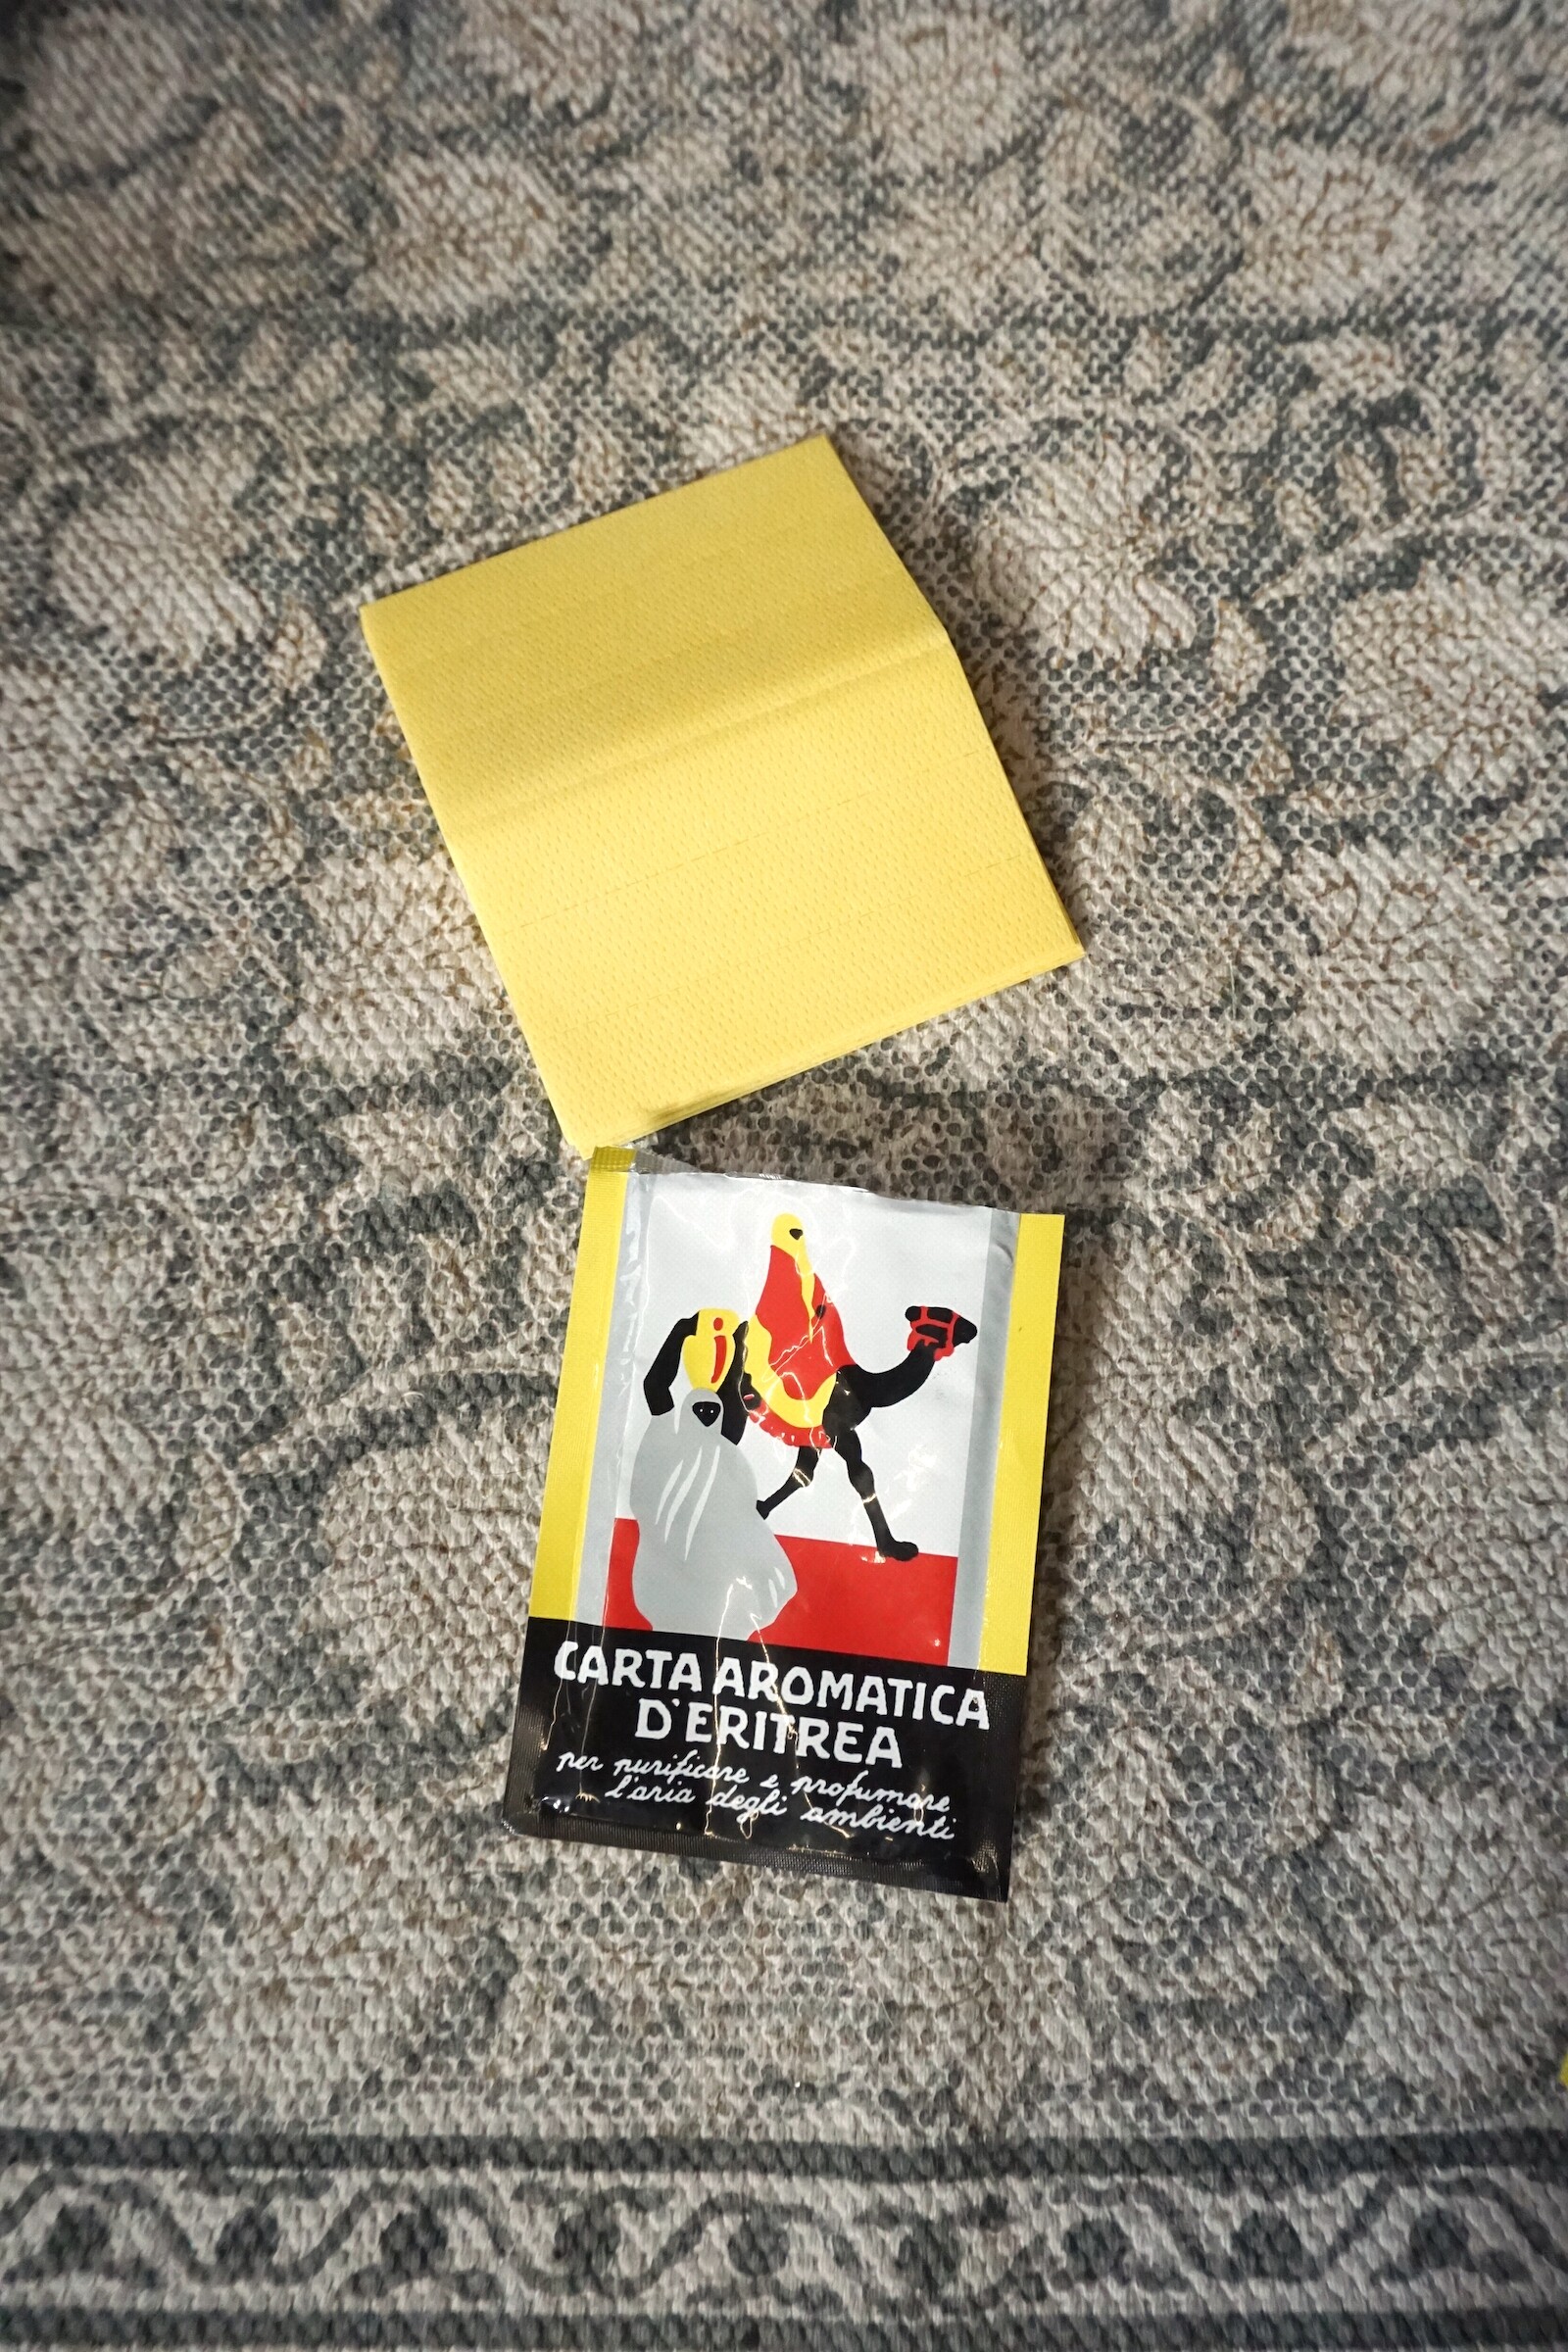 CARTA AROMATICA
D'ERITREA
per purificare e profumare
l'aria degli ambienti